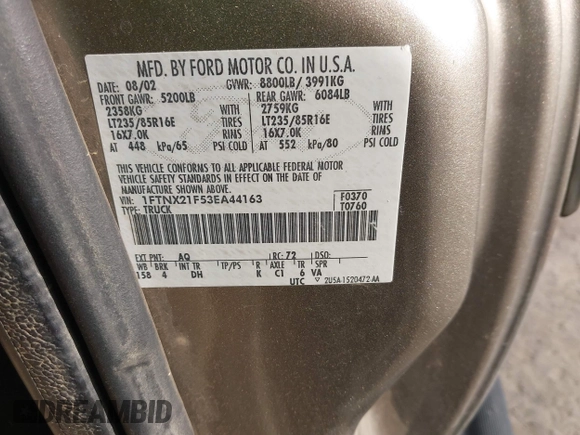 MFD. BY FORD MOTOR CO. IN U.S.A.
DATE: 08/02 GVWR: 8800LB/ 3991KG
FRONT GAWR: 5200LB REAR GAWR: 6084LB
2358KG WITH 2759KG WITH
LT235/85R16E TIRES LT235/85R16E TIRES
16X7.0K RIMS 16X7.0K RIMS
AT 448 kPa/65 PSI COLD AT 552 kPa/80 PSI COLD
THIS VEHICLE CONFORMS TO ALL APPLICABLE FEDERAL MOTOR
VEHICLE SAFETY STANDARDS IN EFFECT ON THE DATE OF
MANUFACTURE SHOWN ABOVE.
VIN: 1FTNX21F53EA44163 F0370
TYPE: TRUCK T0760
EXT PNT: AQ RC: 72 DSO:
WB BRK INT TR TP/PS R AXLE TR SPR
158 4 DH K C1 6 VA
UTC 2U5A-1520472-AA
DREAMBID